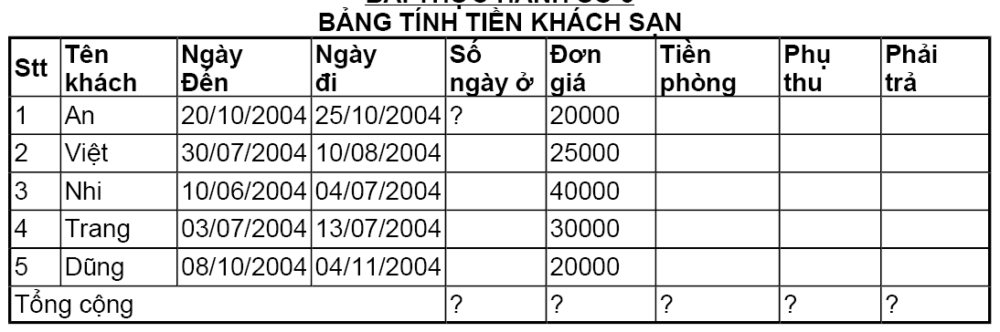 BẢNG TÍNH TIỀN KHÁCH SẠN
Stt Tên khách Ngày Đến Ngày đi Số ngày ở Đơn giá Tiền phòng Phụ thu Phải trả
1 An 20/10/2004 25/10/2004 ? 20000
2 Việt 30/07/2004 10/08/2004 25000
3 Nhi 10/06/2004 04/07/2004 40000
4 Trang 03/07/2004 13/07/2004 30000
5 Dũng 08/10/2004 04/11/2004 20000
Tổng cộng ? ? ? ? ?